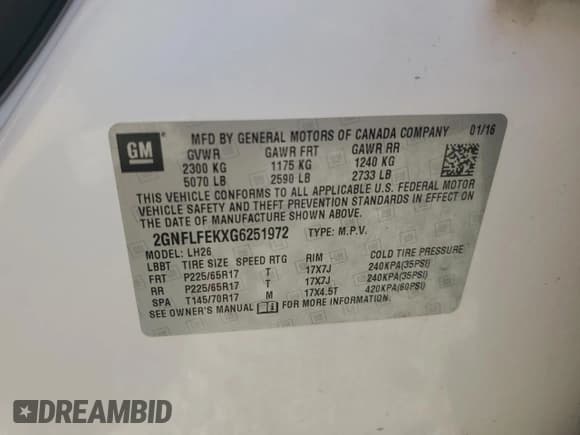 GM
MFD BY GENERAL MOTORS OF CANADA COMPANY 01/16
GVWR GAWR FRT GAWR RR
2300 KG 1175 KG 1240 KG
5070 LB 2590 LB 2733 LB
THIS VEHICLE CONFORMS TO ALL APPLICABLE U.S. FEDERAL MOTOR
VEHICLE SAFETY AND THEFT PREVENTION STANDARDS IN EFFECT ON
THE DATE OF MANUFACTURE SHOWN ABOVE.
2GNFLFEKXG6251972 TYPE: M.P.V.
MODEL: LH26
LBBT TIRE SIZE SPEED RTG RIM COLD TIRE PRESSURE
FRT P225/65R17 T 17X7J 240KPA(35PSI)
RR P225/65R17 T 17X7J 240KPA(35PSI)
SPA T145/70R17 M 17X4.5T 420KPA(60PSI)
SEE OWNER'S MANUAL FOR MORE INFORMATION.
DREAMBID